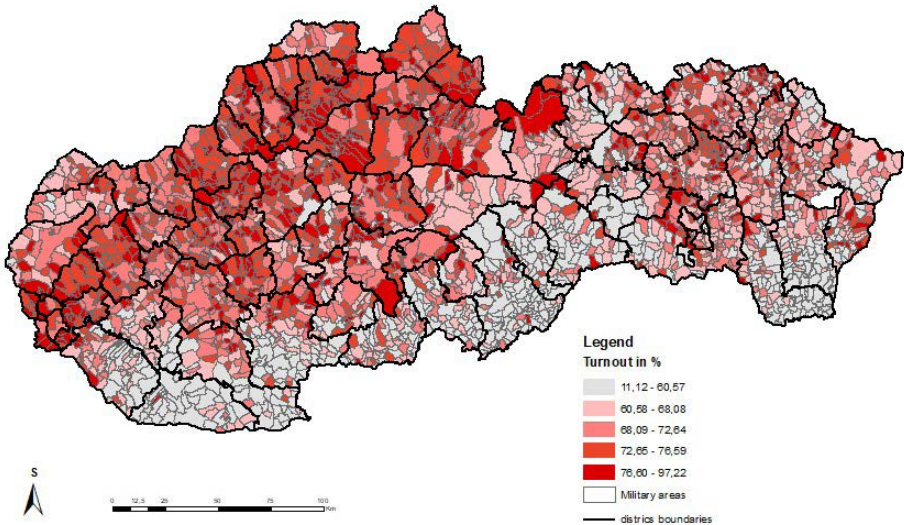 Legend
Turnout in %
11,12 - 60,57
60,58 - 68,08
68,09 - 72,64
72,65 - 76,59
76,60 - 97,22
Military areas
districs boundaries
S
0 12,5 25 50 75 100
Km